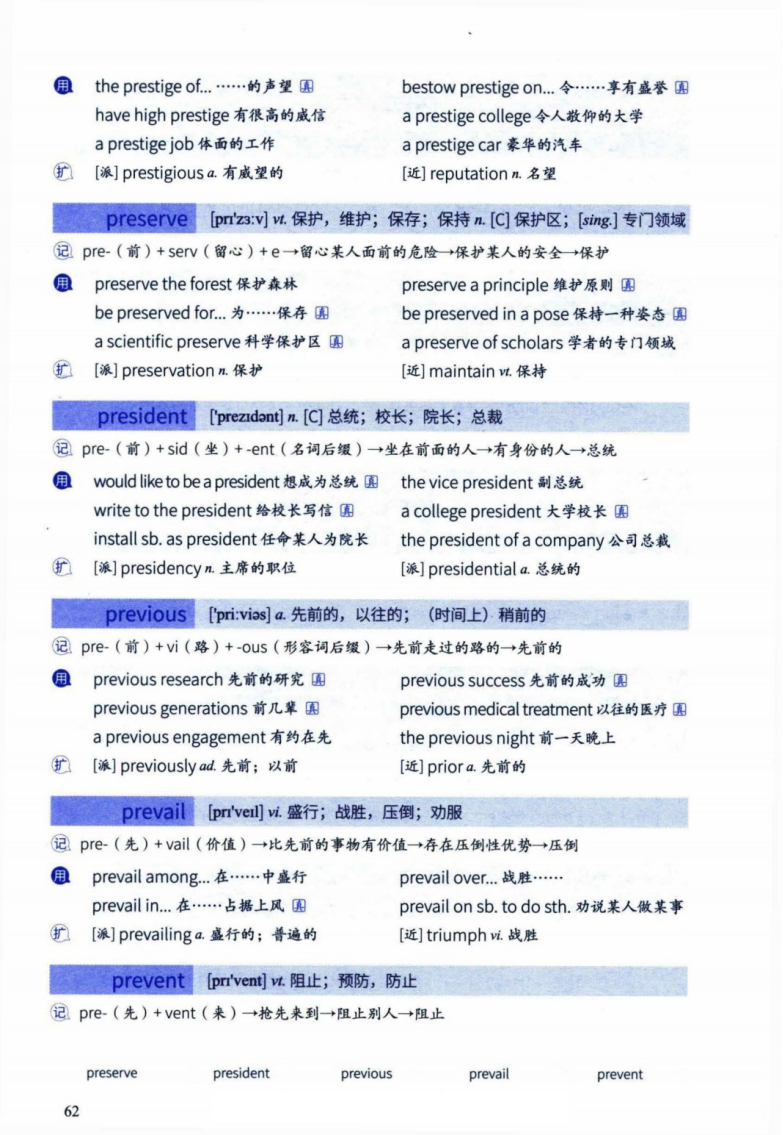 用 the prestige of... ……的声望 真 bestow prestige on... 令……享有盛誉 真
have high prestige 有很高的威信 a prestige college 令人敬仰的大学
a prestige job 体面的工作 a prestige car 豪华的汽车
扩 [派] prestigious a. 有威望的 [近] reputation n. 名望
preserve [prɪ'zɜːv] vt. 保护，维护；保存；保持 n. [C] 保护区；[sing.] 专门领域
记 pre-（前）+ serv（留心）+ e→留心某人面前的危险→保护某人的安全→保护
用 preserve the forest 保护森林 preserve a principle 维护原则 真
be preserved for... 为……保存 真 be preserved in a pose 保持一种姿态 真
a scientific preserve 科学保护区 真 a preserve of scholars 学者的专门领域
扩 [派] preservation n. 保护 [近] maintain vt. 保持
president ['prezɪdənt] n. [C] 总统；校长；院长；总裁
记 pre-（前）+ sid（坐）+ -ent（名词后缀）→坐在前面的人→有身份的人→总统
用 would like to be a president 想成为总统 真 the vice president 副总统
write to the president 给校长写信 真 a college president 大学校长 真
install sb. as president 任命某人为院长 the president of a company 公司总裁
扩 [派] presidency n. 主席的职位 [派] presidential a. 总统的
previous ['priːviəs] a. 先前的，以往的；（时间上）稍前的
记 pre-（前）+ vi（路）+ -ous（形容词后缀）→先前走过的路的→先前的
用 previous research 先前的研究 真 previous success 先前的成功 真
previous generations 前几辈 真 previous medical treatment 以往的医疗 真
a previous engagement 有约在先 the previous night 前一天晚上
扩 [派] previously ad. 先前；以前 [近] prior a. 先前的
prevail [prɪ'veɪl] vi. 盛行；战胜，压倒；劝服
记 pre-（先）+ vail（价值）→比先前的事物有价值→存在压倒性优势→压倒
用 prevail among... 在……中盛行 prevail over... 战胜……
prevail in... 在……占据上风 真 prevail on sb. to do sth. 劝说某人做某事
扩 [派] prevailing a. 盛行的；普遍的 [近] triumph vi. 战胜
prevent [prɪ'vent] vt. 阻止；预防，防止
记 pre-（先）+ vent（来）→抢先来到→阻止别人→阻止
preserve president previous prevail prevent
62